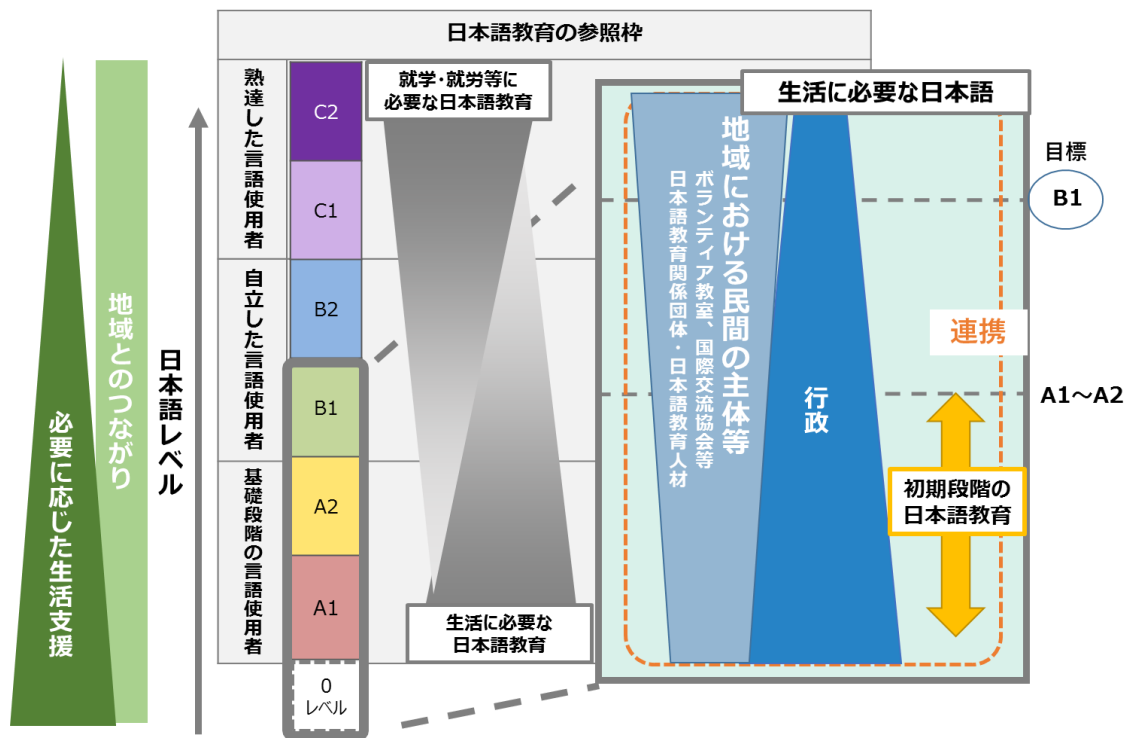 日本語教育の参照枠
地域とのつながり
必要に応じた生活支援
日本語レベル
熟達した言語使用者
自立した言語使用者
基礎段階の言語使用者
C2
C1
B2
B1
A2
A1
0
レベル
就学・就労等に
必要な日本語教育
生活に必要な
日本語教育
生活に必要な日本語
地域における民間の主体等
ボランティア教室、国際交流協会等
日本語教育関係団体・日本語教育人材
行政
連携
初期段階の
日本語教育
目標
B1
A1～A2